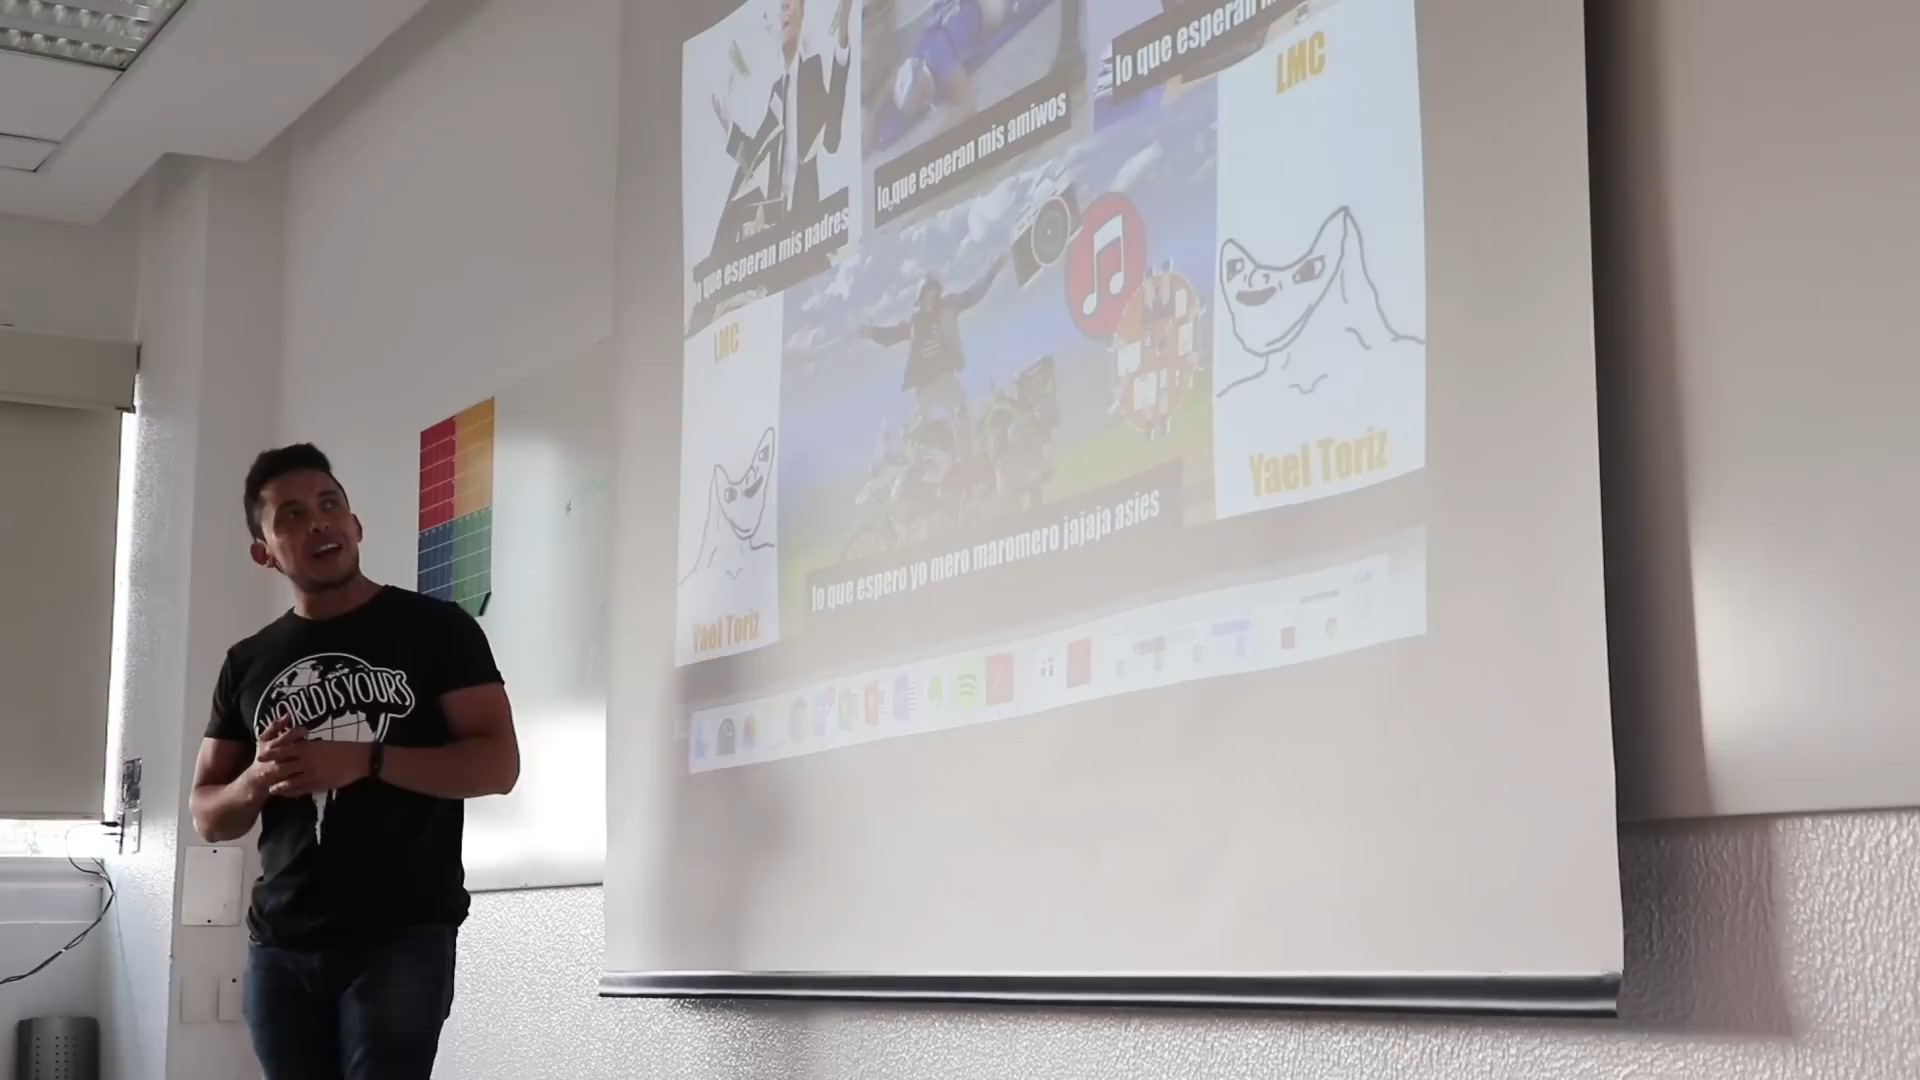 lo que esperan
LMC
lo que esperan mis amiwos
lo que esperan mis padres
LMC
Yael Toriz
lo que espero yo mero maromero jajaja asies
Yael Toriz
WORLD IS YOURS